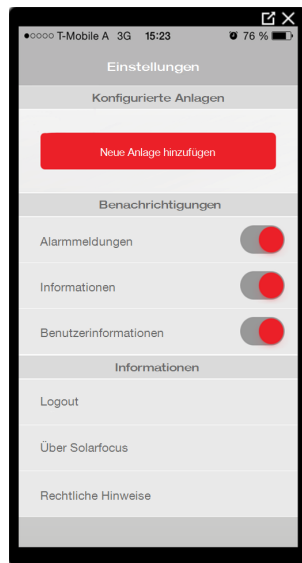 ●○○○○ T-Mobile A 3G 15:23 76 %
Einstellungen
Konfigurierte Anlagen
Neue Anlage hinzufügen
Benachrichtigungen
Alarmmeldungen
Informationen
Benutzerinformationen
Informationen
Logout
Über Solarfocus
Rechtliche Hinweise